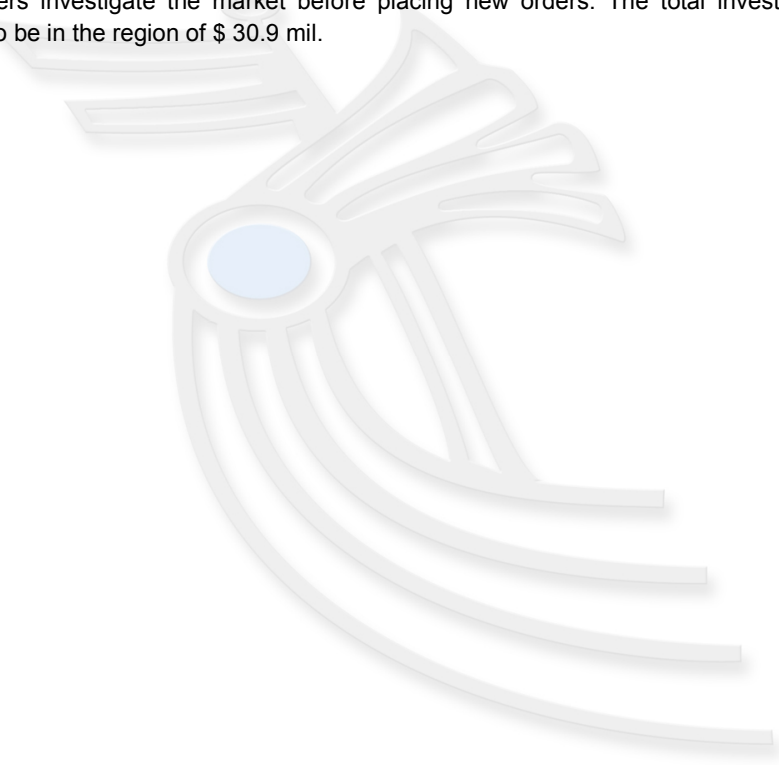 ers investigate the market before placing new orders. The total invest
o be in the region of $ 30.9 mil.